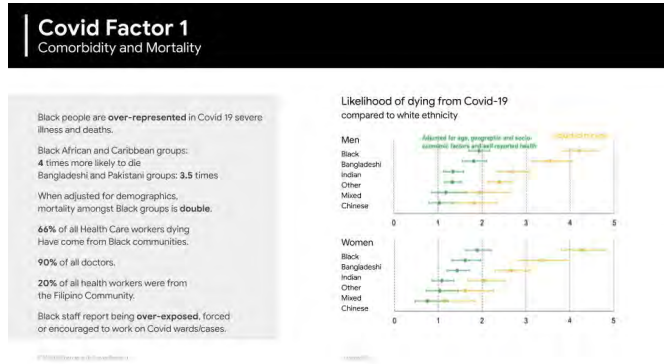 Covid Factor 1
Comorbidity and Mortality
Black people are over-represented in Covid 19 severe
illness and deaths.
Black African and Caribbean groups:
4 times more likely to die
Bangladeshi and Pakistani groups: 3.5 times
When adjusted for demographics,
mortality amongst Black groups is double.
66% of all Health Care workers dying
Have come from Black communities.
90% of all doctors.
20% of all health workers were from
the Filipino Community.
Black staff report being over-exposed, forced
or encouraged to work on Covid wards/cases.
Likelihood of dying from Covid-19
compared to white ethnicity
Men
Adjusted for age, geographic and socio-
economic factors and self-reported health
Black
Bangladeshi
Indian
Other
Mixed
Chinese
0 1 2 3 4 5
Women
Black
Bangladeshi
Indian
Other
Mixed
Chinese
0 1 2 3 4 5